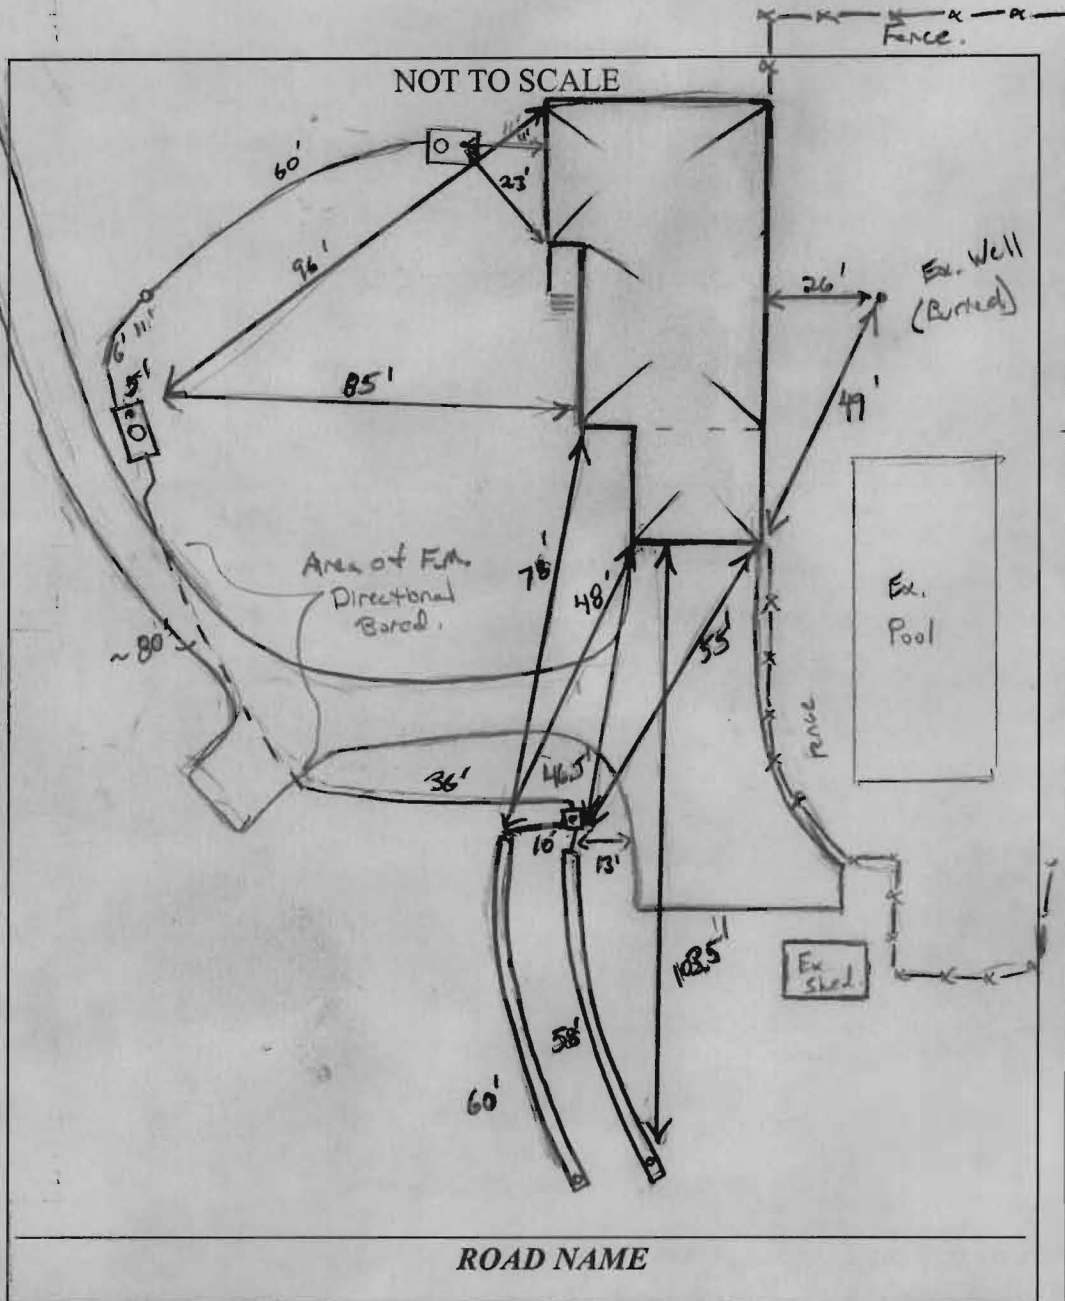 Fence.
NOT TO SCALE
60'
11'
23'
96'
26'
Ex. Well
(Buried)
6' 11'
5'
85'
49'
78'
48'
55'
Area of F.M.
Directional
Bored.
Ex.
Pool
~ 80'
fence
36'
46.5'
10'
13'
103.5'
Ex
Shed.
58'
60'
ROAD NAME